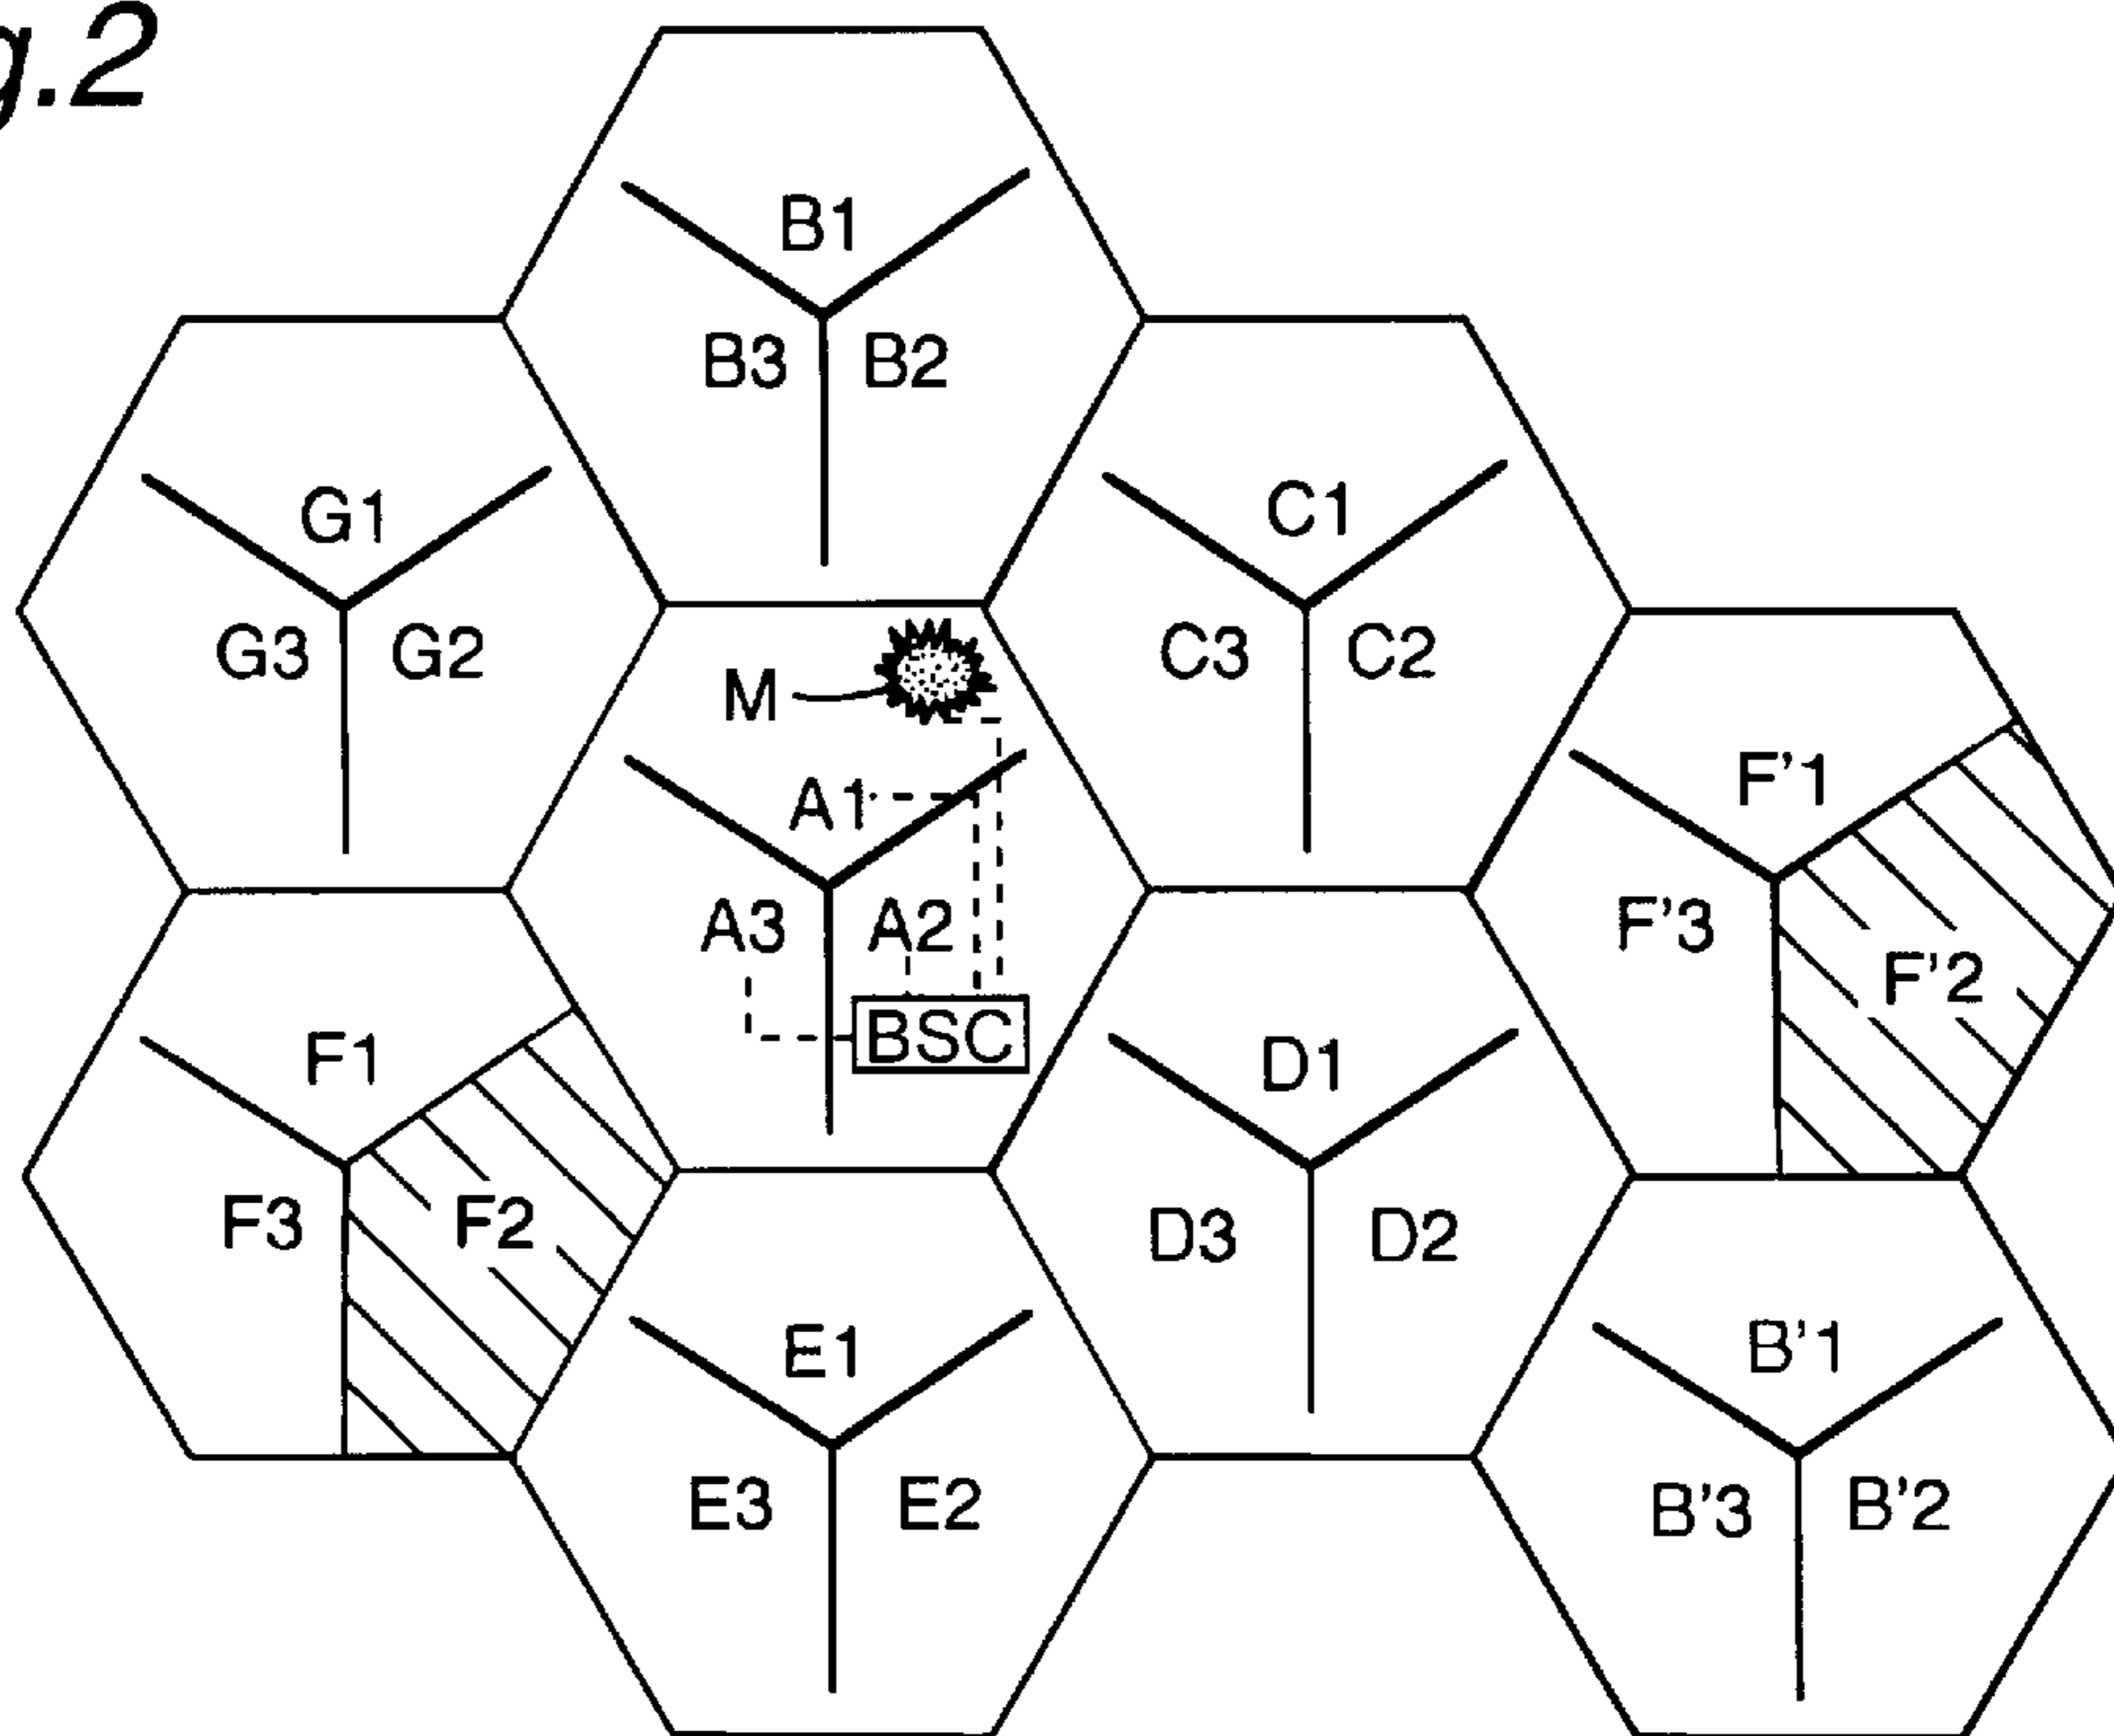 g.2
B1
B3 B2
G1
C1
G3 G2
C3 C2
M
F'1
A1
A3 A2
F'3
F'2
BSC
F1
D1
F3 F2
D3 D2
E1
B'1
E3 E2
B'3 B'2